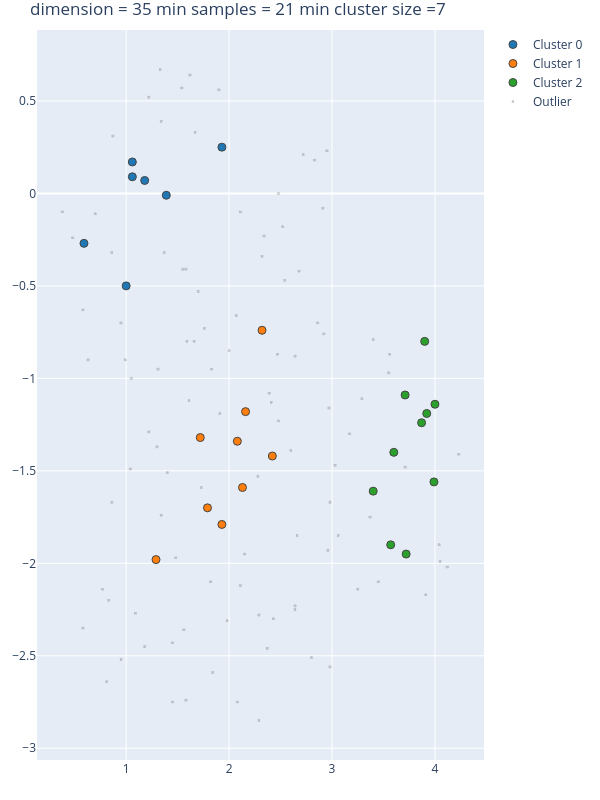 dimension = 35 min samples = 21 min cluster size =7
Cluster 0
Cluster 1
Cluster 2
Outlier
0.5
0
−0.5
−1
−1.5
−2
−2.5
−3
1
2
3
4